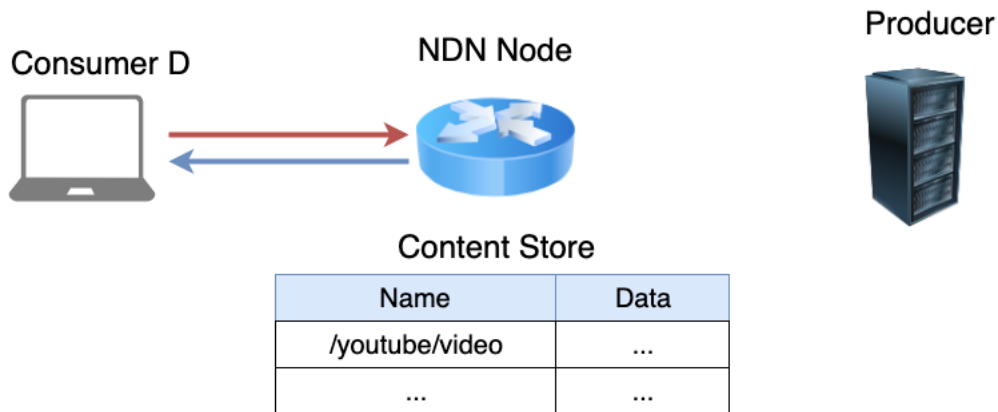 Producer
NDN Node
Consumer D
Content Store
Name Data
/youtube/video ...
... ...